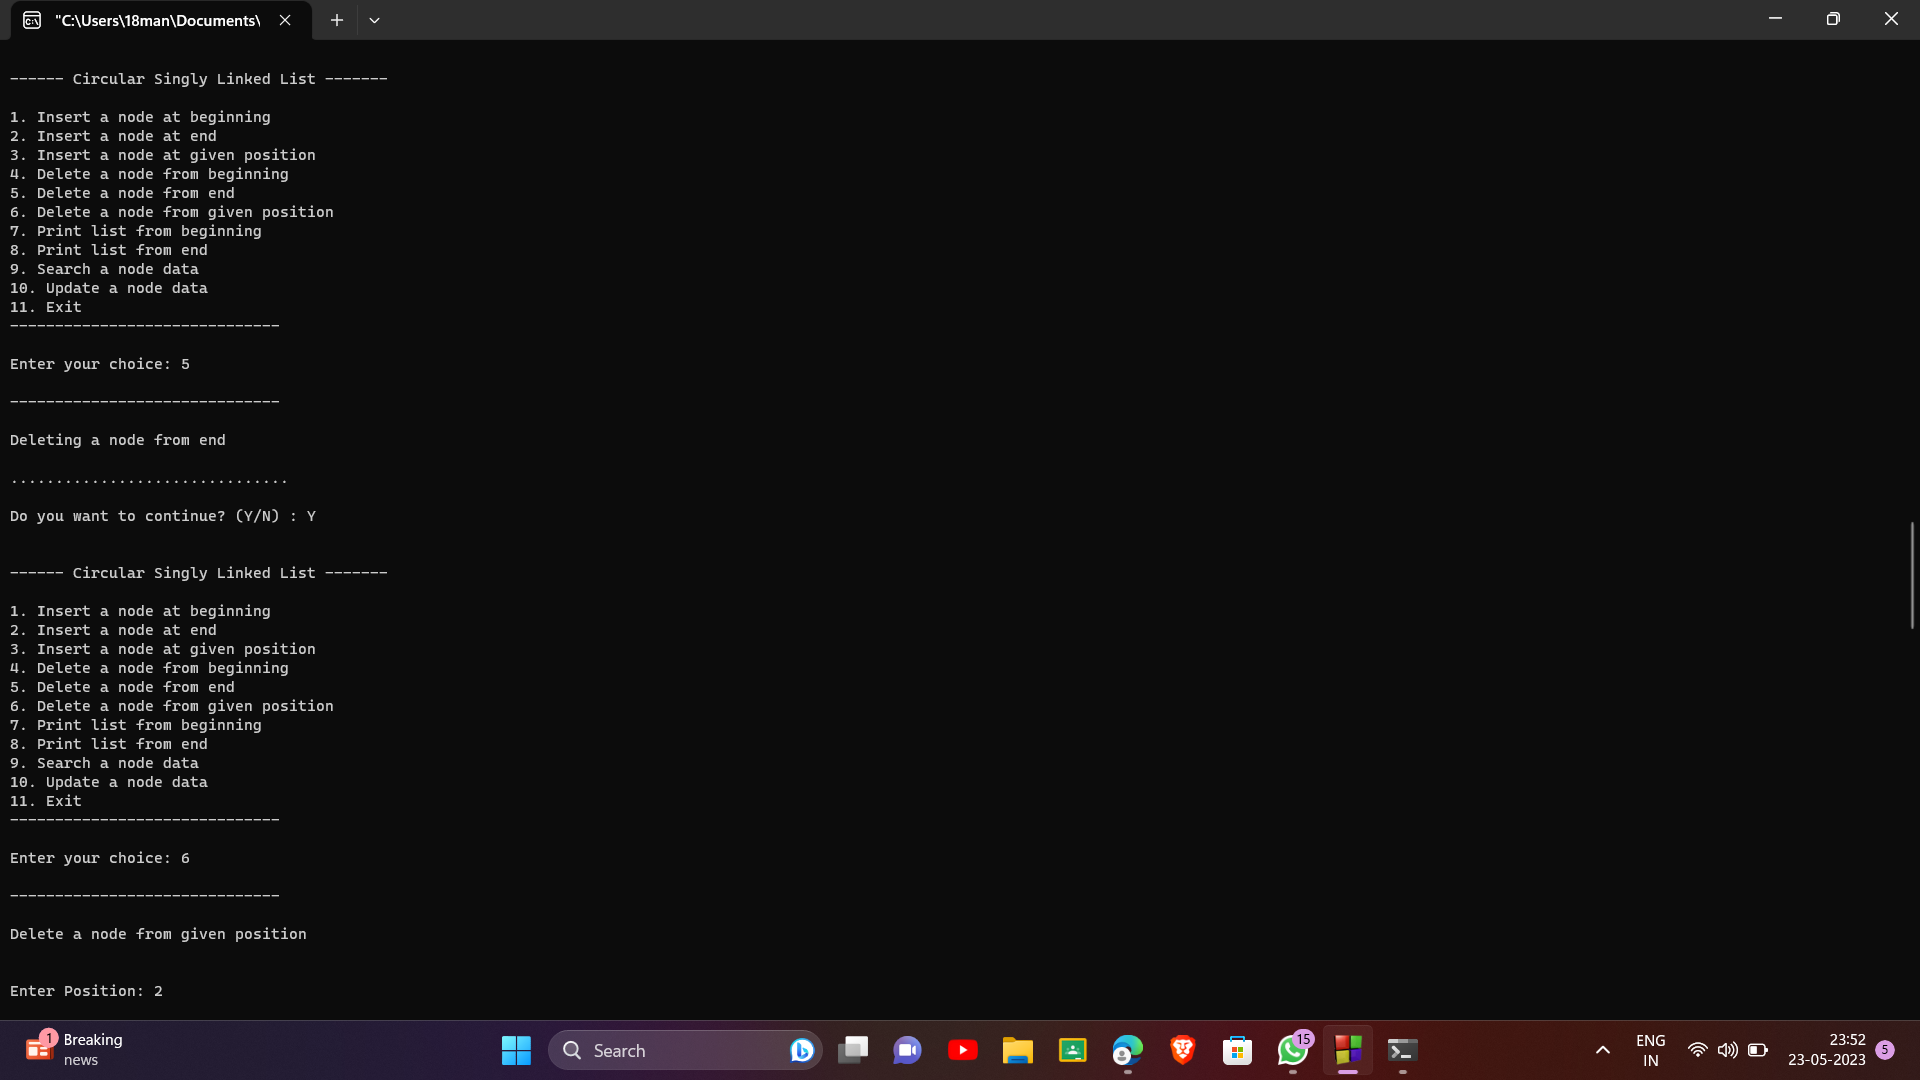 "C:\Users\18man\Documents\
------ Circular Singly Linked List -------
1. Insert a node at beginning
2. Insert a node at end
3. Insert a node at given position
4. Delete a node from beginning
5. Delete a node from end
6. Delete a node from given position
7. Print list from beginning
8. Print list from end
9. Search a node data
10. Update a node data
11. Exit
------------------------------
Enter your choice: 5
------------------------------
Deleting a node from end
...............................
Do you want to continue? (Y/N) : Y
------ Circular Singly Linked List -------
1. Insert a node at beginning
2. Insert a node at end
3. Insert a node at given position
4. Delete a node from beginning
5. Delete a node from end
6. Delete a node from given position
7. Print list from beginning
8. Print list from end
9. Search a node data
10. Update a node data
11. Exit
------------------------------
Enter your choice: 6
------------------------------
Delete a node from given position
Enter Position: 2
1
Breaking
news
Search
15
ENG
IN
23:52
23-05-2023
5